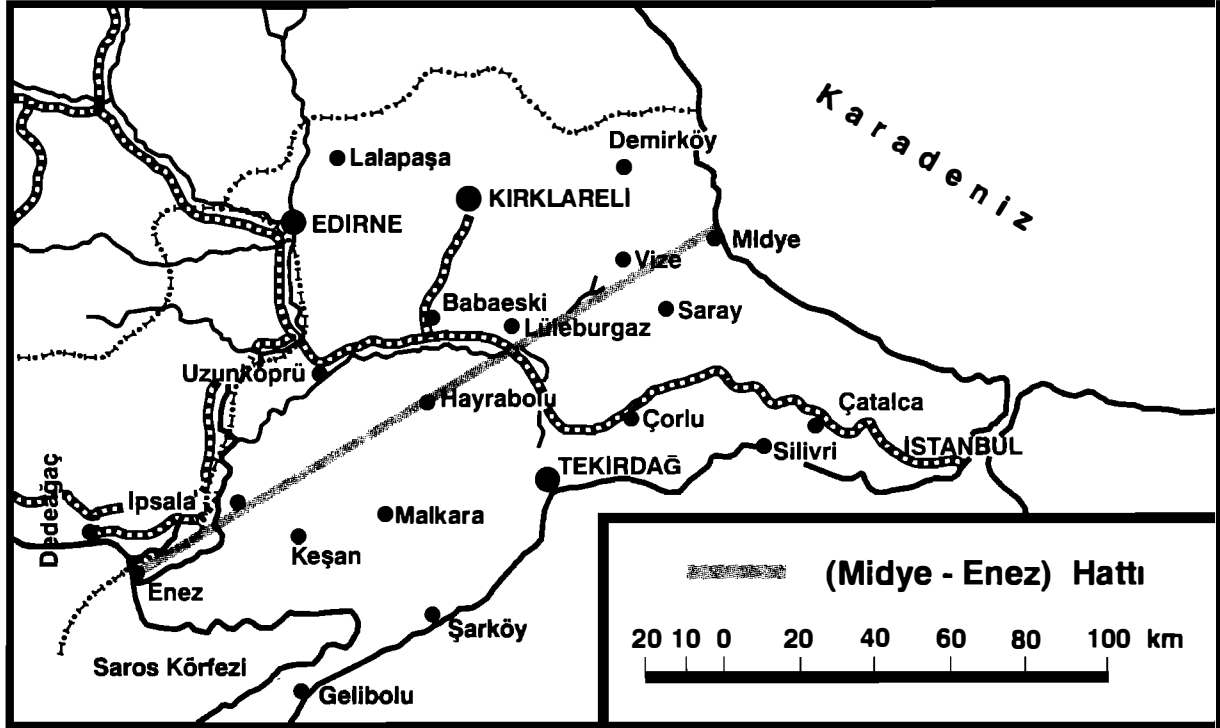 Karadeniz
Demirköy
Lalapaşa
KIRKLARELİ
EDİRNE
Midye
Vize
Babaeski
Saray
Lüleburgaz
Uzunköprü
Hayrabolu
Çatalca
Çorlu
İSTANBUL
Silivri
TEKİRDAĞ
Dedeağaç
İpsala
Malkara
Keşan
Enez
Şarköy
Saros Körfezi
Gelibolu
(Midye - Enez) Hattı
20 10 0 20 40 60 80 100 km